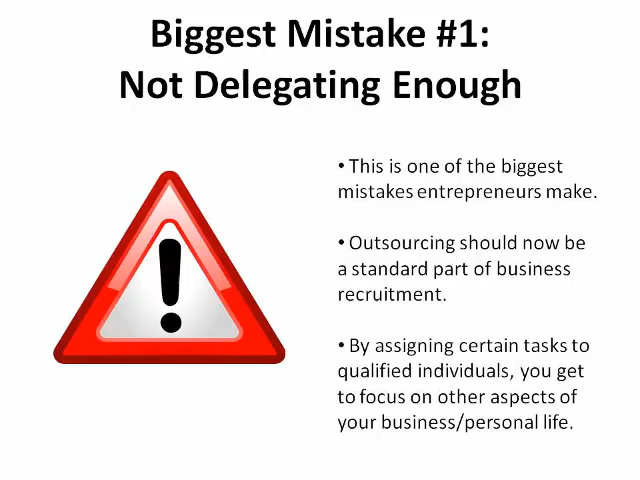 Biggest Mistake #1:
Not Delegating Enough
• This is one of the biggest
mistakes entrepreneurs make.
• Outsourcing should now be
a standard part of business
recruitment.
• By assigning certain tasks to
qualified individuals, you get
to focus on other aspects of
your business/personal life.